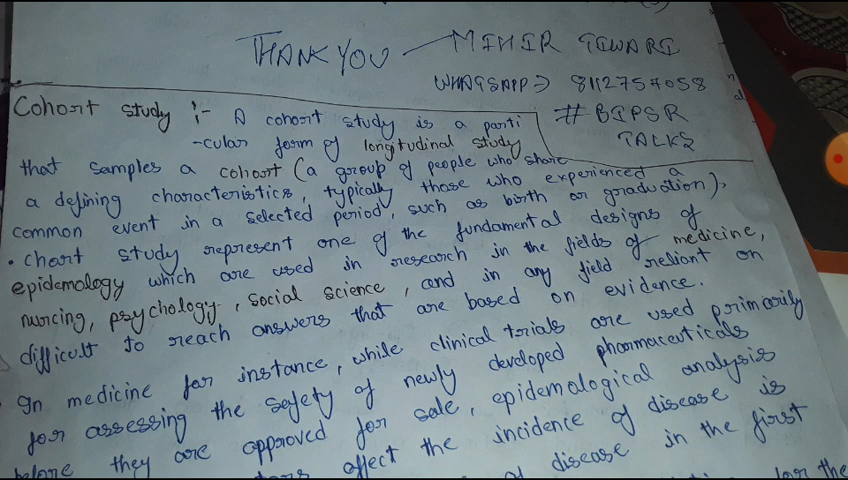 THANK YOU — MIHIR TIWARI
WHATSAPP ⇒ 8112757058
# BIPSR
TALKS
Cohort study :- A cohort study is a parti
-cular form of longitudinal study
that samples a cohort (a group of people who share
a defining characteristics, typically those who experienced a
common event in a selected period, such as birth or graduation),
• chort study represent one of the fundamental designs of
epidemology which are used in research in the fields of medicine,
nurcing, psychology, social science, and in any field reliant on
difficult to reach answers that are based on evidence.
In medicine for instance, while clinical trials are used primarily
for assessing the safety of newly developed pharmaceuticals
before they are approved for sale, epidemological analysis
affect the incidence of disease is
of disease in the first
for the